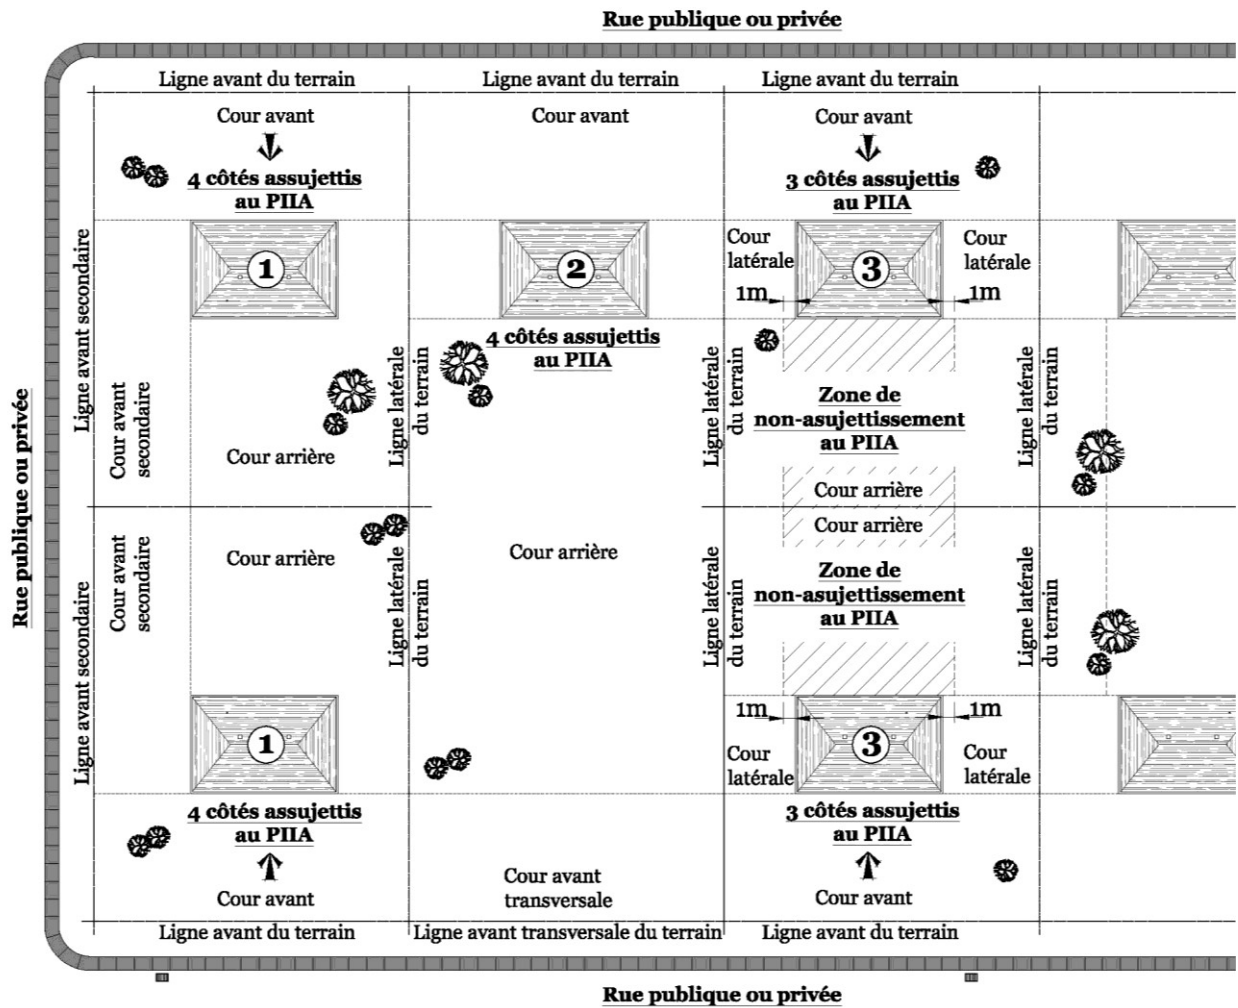 Rue publique ou privée
Ligne avant du terrain
Ligne avant du terrain
Ligne avant du terrain
Cour avant
Cour avant
Cour avant
4 côtés assujettis
au PIIA
3 côtés assujettis
au PIIA
Ligne avant secondaire
1
2
Cour
latérale
3
Cour
latérale
1m
1m
4 côtés assujettis
au PIIA
Rue publique ou privée
Cour avant
secondaire
Cour arrière
Ligne latérale
du terrain
Ligne latérale
du terrain
Zone de
non-asujettissement
au PIIA
Ligne latérale
du terrain
Cour arrière
Cour arrière
Ligne avant secondaire
Cour avant
secondaire
Cour arrière
Ligne latérale
du terrain
Cour arrière
Ligne latérale
du terrain
Zone de
non-asujettissement
au PIIA
Ligne latérale
du terrain
1m
1m
1
Cour
latérale
3
Cour
latérale
4 côtés assujettis
au PIIA
3 côtés assujettis
au PIIA
Cour avant
Cour avant
transversale
Cour avant
Ligne avant du terrain
Ligne avant transversale du terrain
Ligne avant du terrain
Rue publique ou privée